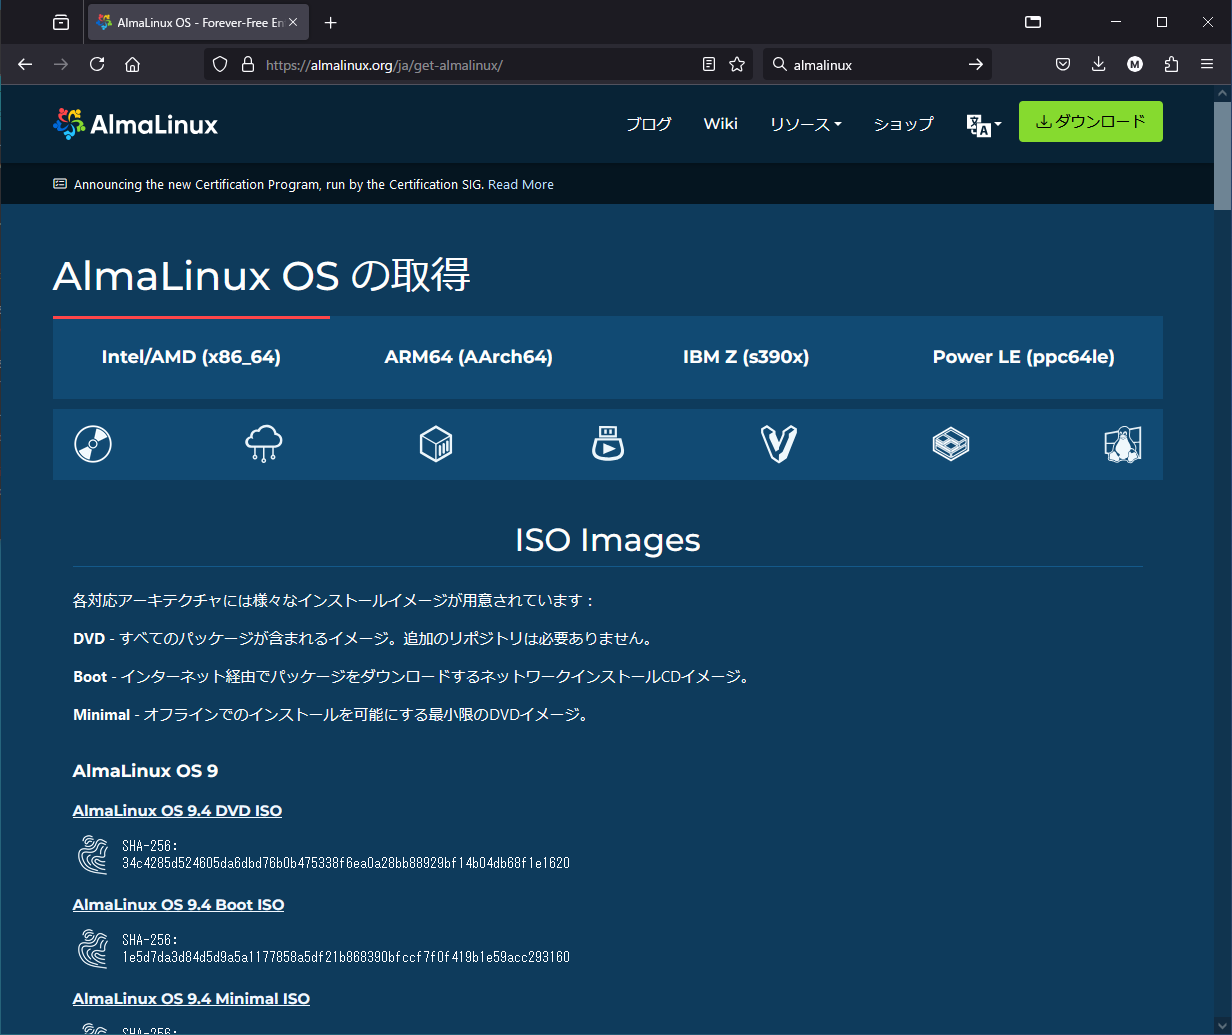 AlmaLinux OS - Forever-Free En
https://almalinux.org/ja/get-almalinux/
almalinux
M
AlmaLinux
ブログ
Wiki
リソース
ショップ
ダウンロード
Announcing the new Certification Program, run by the Certification SIG. Read More
AlmaLinux OS の取得
Intel/AMD (x86_64)
ARM64 (AArch64)
IBM Z (s390x)
Power LE (ppc64le)
ISO Images
各対応アーキテクチャには様々なインストールイメージが用意されています：
DVD - すべてのパッケージが含まれるイメージ。追加のリポジトリは必要ありません。
Boot - インターネット経由でパッケージをダウンロードするネットワークインストールCDイメージ。
Minimal - オフラインでのインストールを可能にする最小限のDVDイメージ。
AlmaLinux OS 9
AlmaLinux OS 9.4 DVD ISO
SHA-256:
34c4285d524605da6dbd76b0b475338f6ea0a28bb88929bf14b04db68f1e1620
AlmaLinux OS 9.4 Boot ISO
SHA-256:
1e5d7da3d84d5d9a5a1177858a5df21b868390bfccf7f0f419b1e59acc293160
AlmaLinux OS 9.4 Minimal ISO
SHA-256: